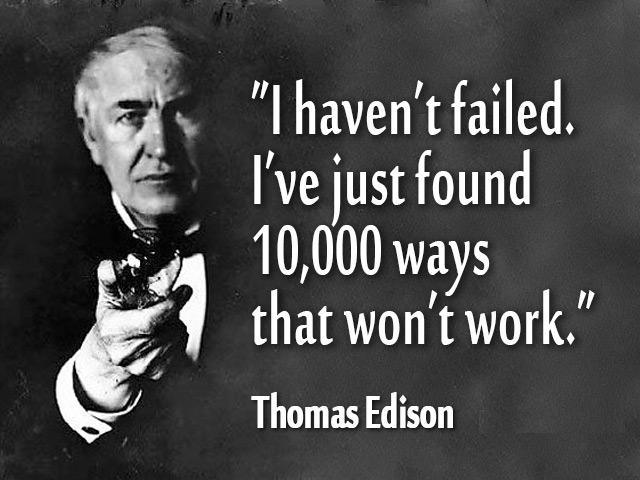 "I haven't failed.
I've just found
10,000 ways
that won't work."
Thomas Edison